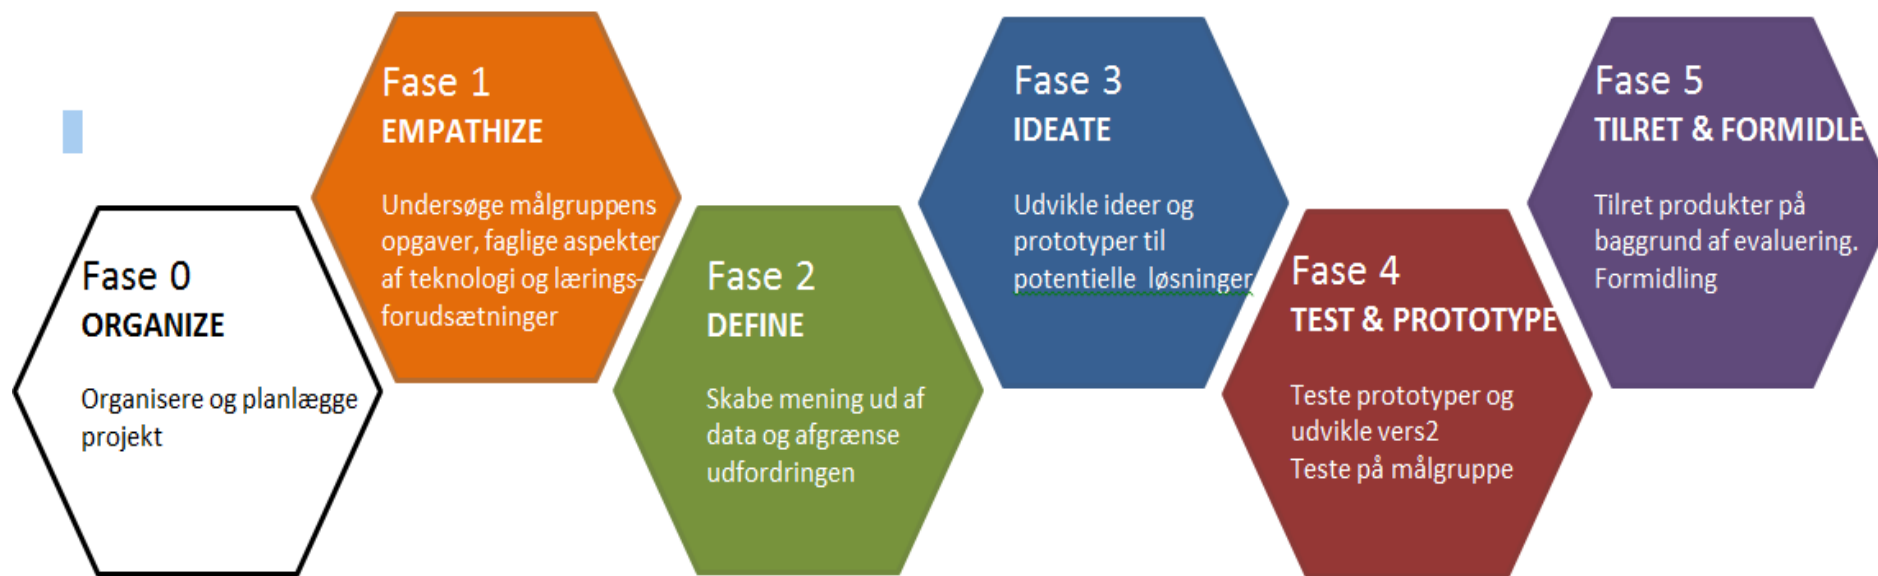 Fase 0
ORGANIZE
Organisere og planlægge
projekt
Fase 1
EMPATHIZE
Undersøge målgruppens
opgaver, faglige aspekter
af teknologi og lærings-
forudsætninger
Fase 2
DEFINE
Skabe mening ud af
data og afgrænse
udfordringen
Fase 3
IDEATE
Udvikle ideer og
prototyper til
potentielle løsninger
Fase 4
TEST & PROTOTYPE
Teste prototyper og
udvikle vers2
Teste på målgruppe
Fase 5
TILRET & FORMIDLE
Tilret produkter på
baggrund af evaluering.
Formidling